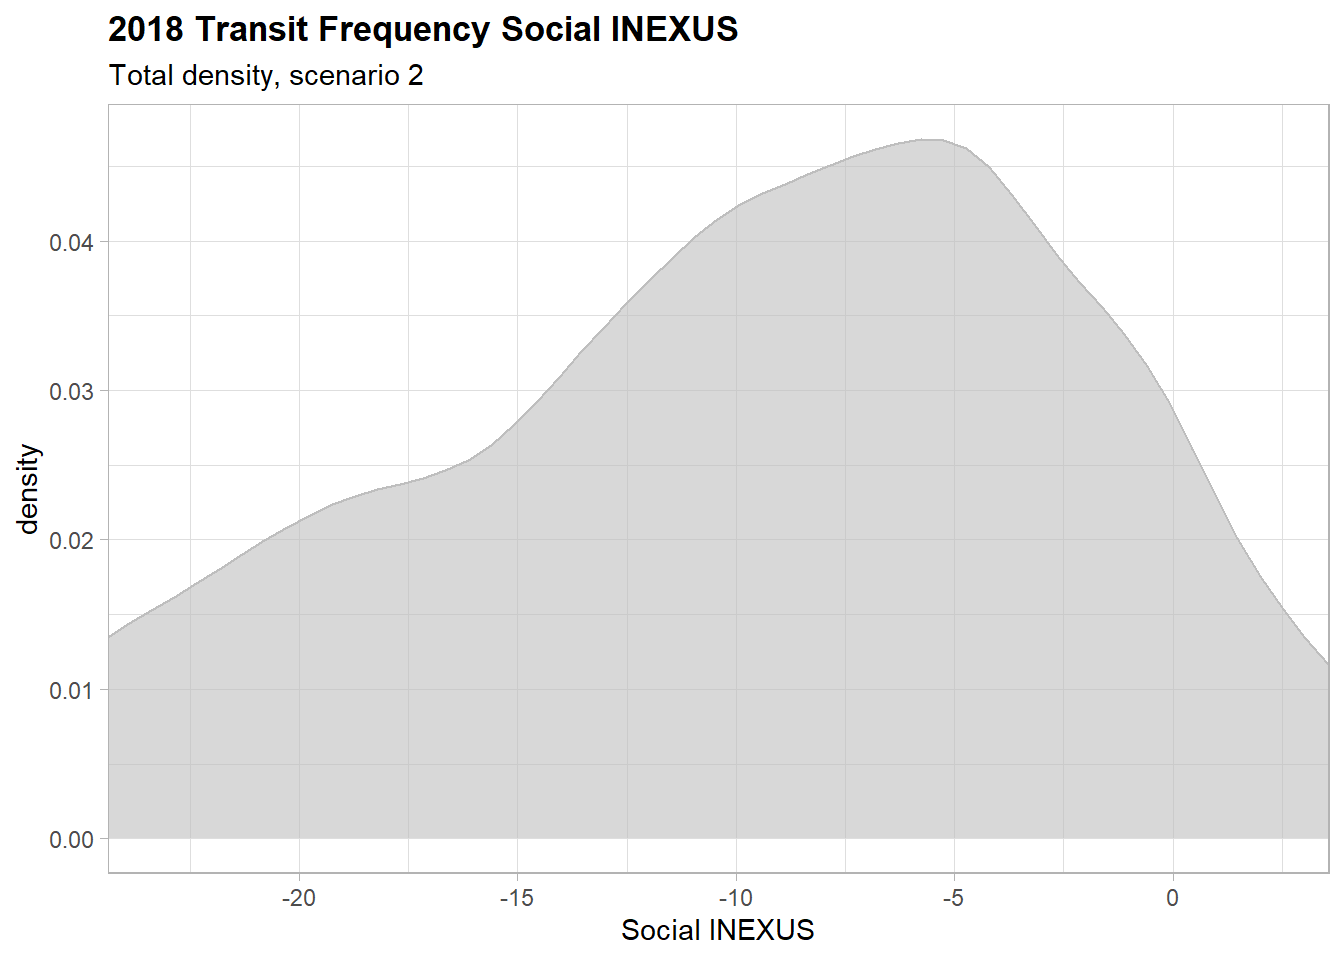 2018 Transit Frequency Social INEXUS
Total density, scenario 2
density
0.04
0.03
0.02
0.01
0.00
-20
-15
-10
-5
0
Social INEXUS